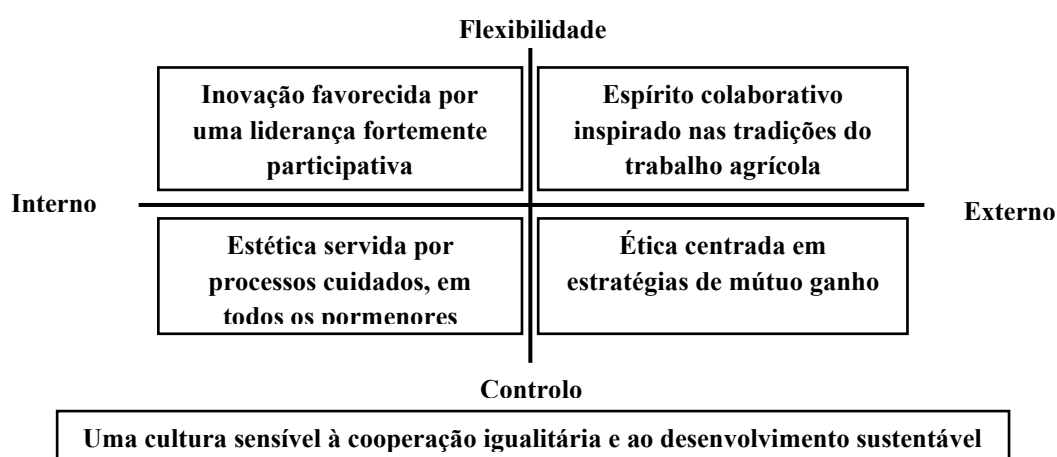 Flexibilidade
Inovação favorecida por
uma liderança fortemente
participativa
Espírito colaborativo
inspirado nas tradições do
trabalho agrícola
Interno
Externo
Estética servida por
processos cuidados, em
todos os pormenores
Ética centrada em
estratégias de mútuo ganho
Controlo
Uma cultura sensível à cooperação igualitária e ao desenvolvimento sustentável